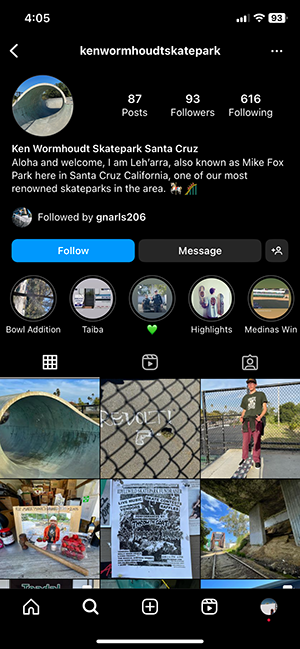 4:05
93
kenwormhoudtskatepark
87
93
616
Posts
Followers
Following
Ken Wormhoudt Skatepark Santa Cruz
Aloha and welcome, I am Leh'arra, also known as Mike Fox
Park here in Santa Cruz California, one of our most
renowned skateparks in the area. 🎠🎢
Followed by gnarls206
Follow
Message
Bowl Addition
Taiba
💚
Highlights
Medinas Win
REVOLT!
LIVE MUSIC